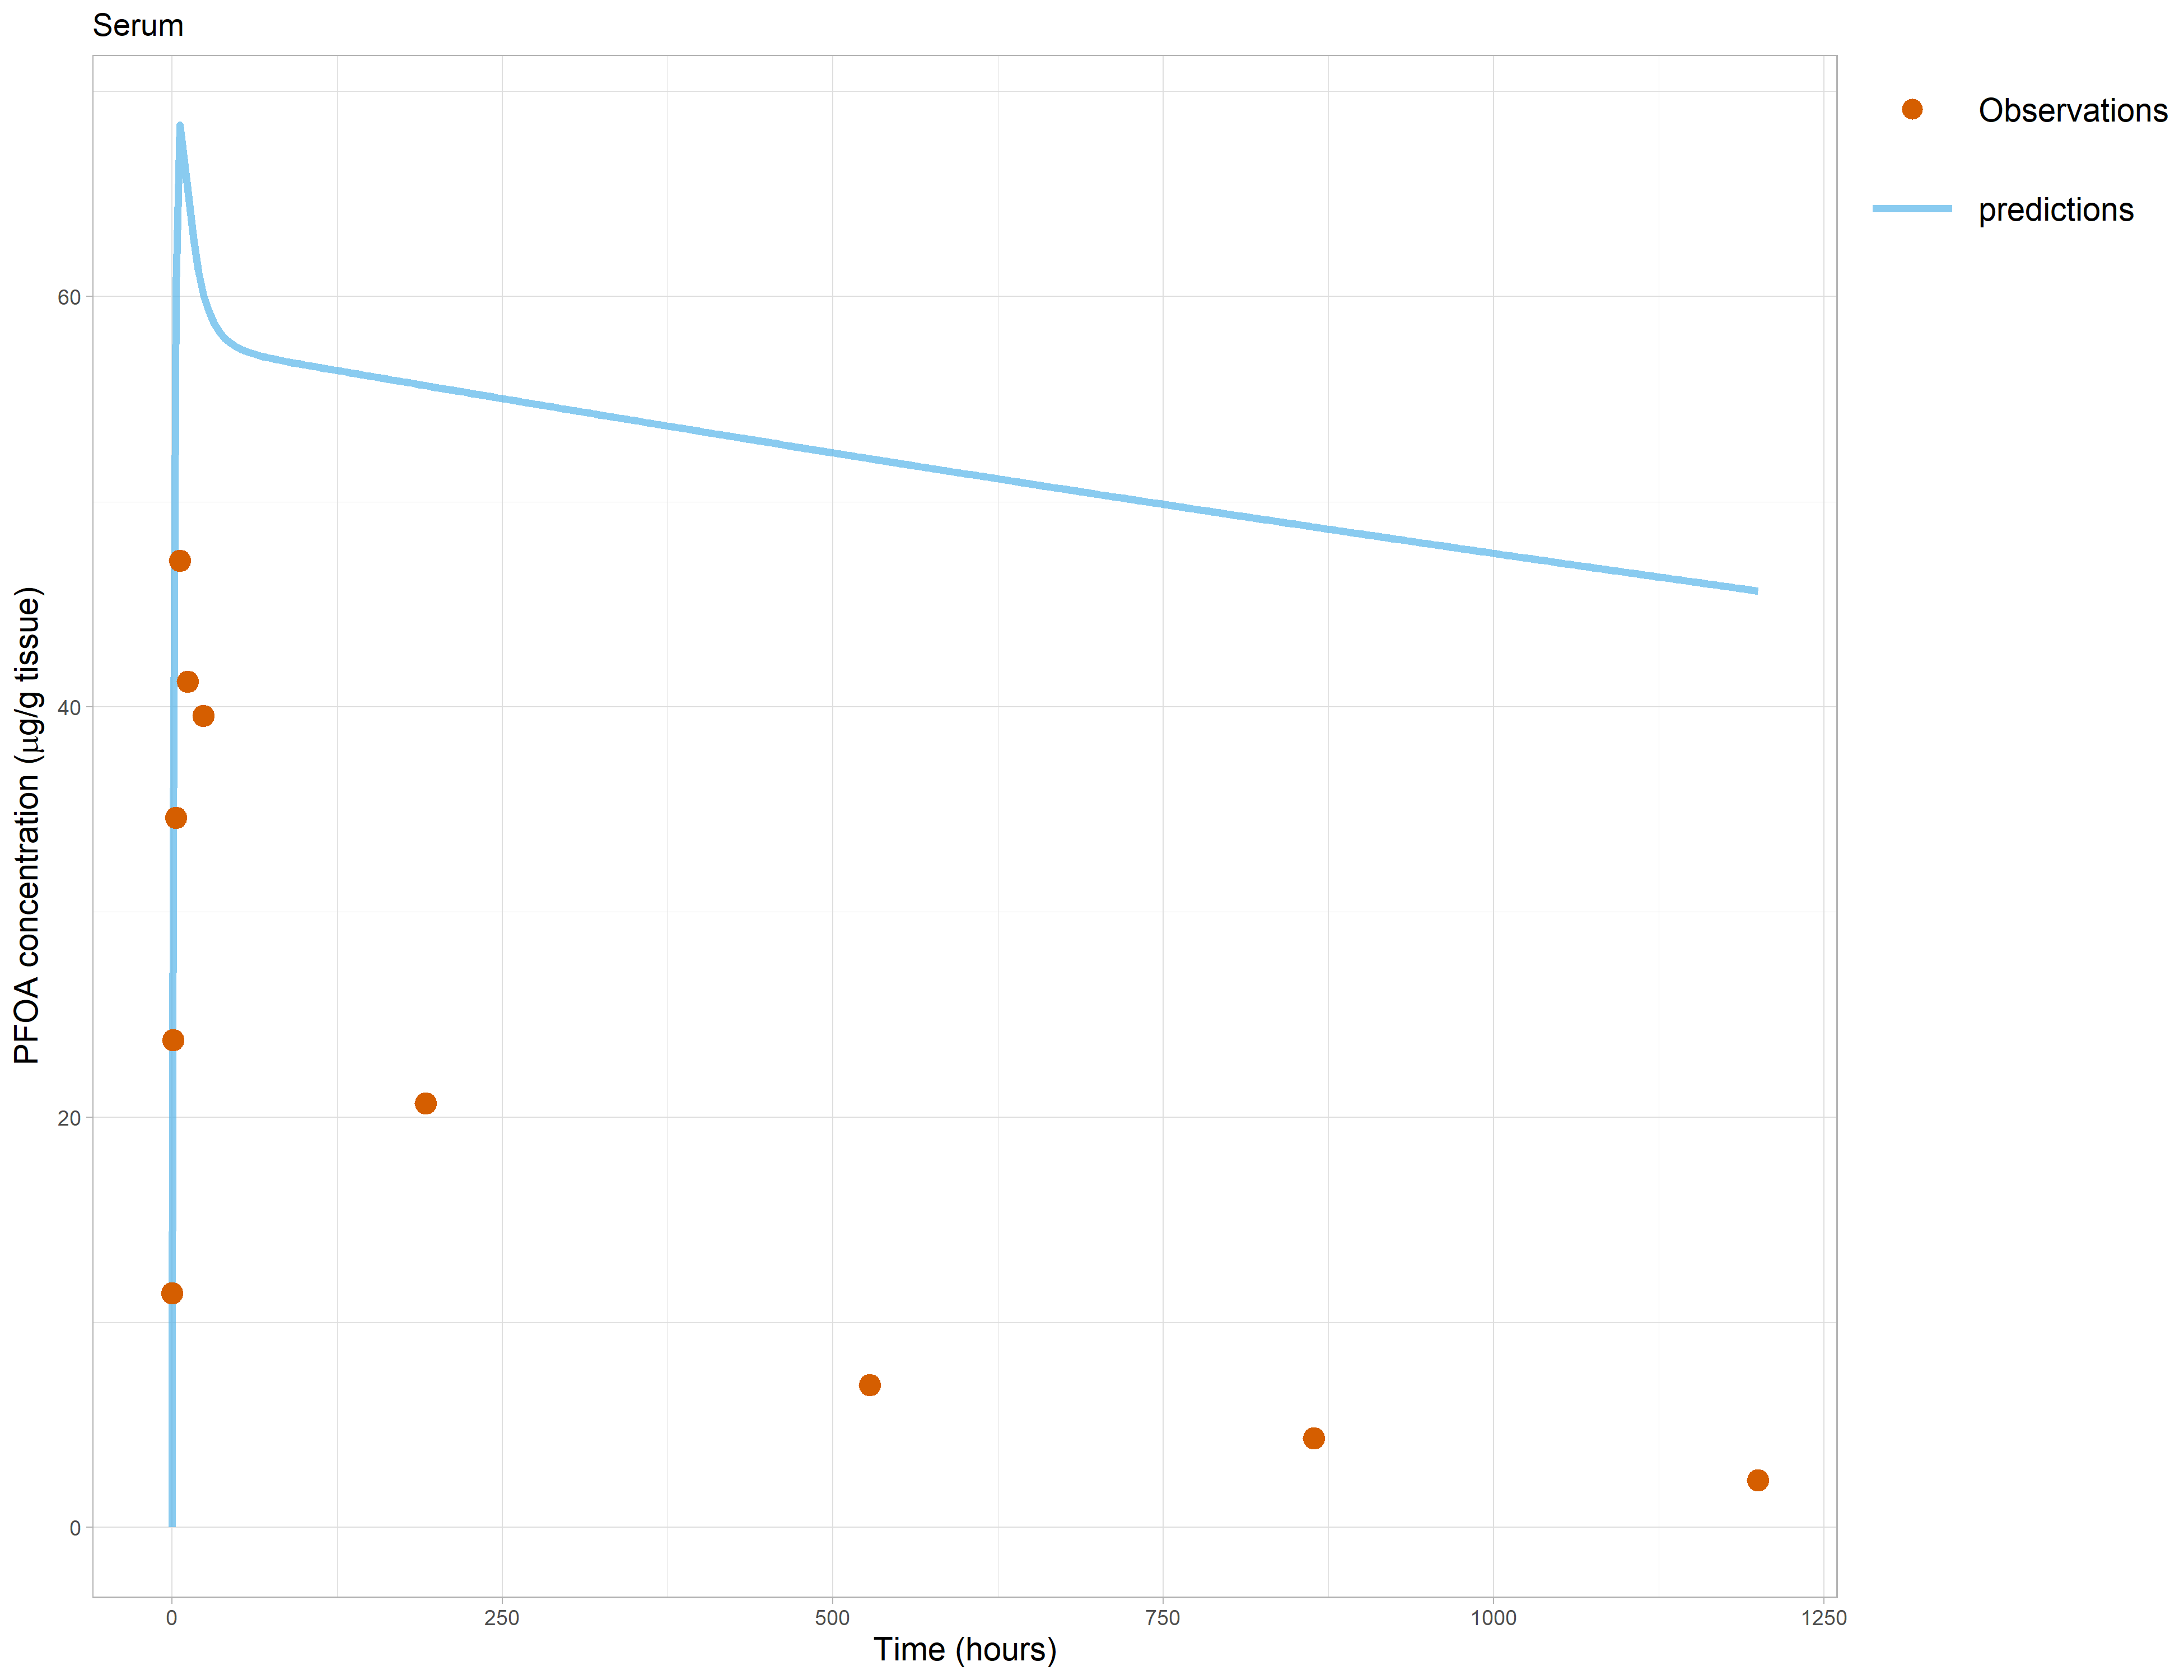 Serum
Observations
predictions
PFOA concentration (μg/g tissue)
60
40
20
0
0 250 500 750 1000 1250
Time (hours)